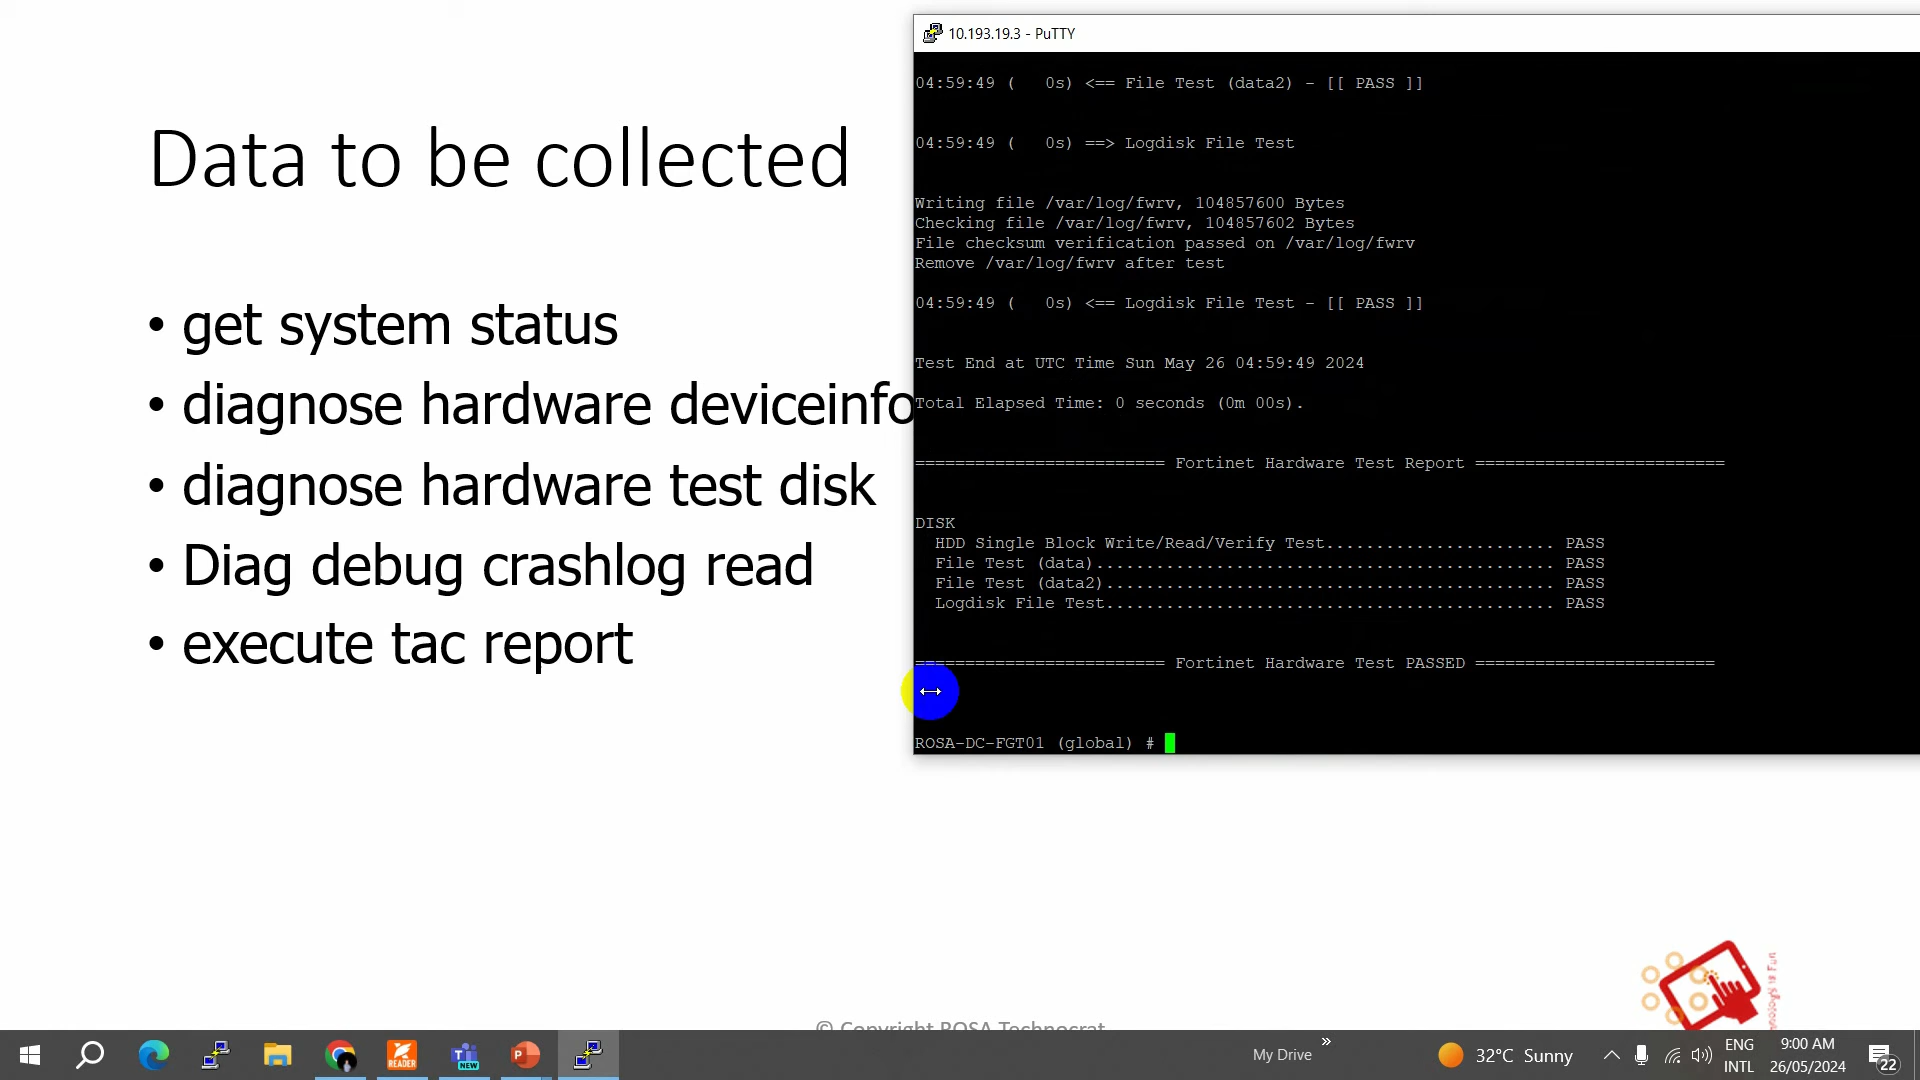 Data to be collected
• get system status
• diagnose hardware deviceinfo
• diagnose hardware test disk
• Diag debug crashlog read
• execute tac report
10.193.19.3 - PuTTY
04:59:49 (   0s) <== File Test (data2) - [[ PASS ]]
04:59:49 (   0s) ==> Logdisk File Test
Writing file /var/log/fwrv, 104857600 Bytes
Checking file /var/log/fwrv, 104857602 Bytes
File checksum verification passed on /var/log/fwrv
Remove /var/log/fwrv after test
04:59:49 (   0s) <== Logdisk File Test - [[ PASS ]]
Test End at UTC Time Sun May 26 04:59:49 2024
Total Elapsed Time: 0 seconds (0m 00s).
========================= Fortinet Hardware Test Report =========================
DISK
HDD Single Block Write/Read/Verify Test....................... PASS
File Test (data).............................................. PASS
File Test (data2)............................................. PASS
Logdisk File Test............................................. PASS
========================= Fortinet Hardware Test PASSED ========================
ROSA-DC-FGT01 (global) #
© Copyright ROSA Technocrat
READER
NEW
My Drive
32°C Sunny
ENG
INTL
9:00 AM
26/05/2024
22